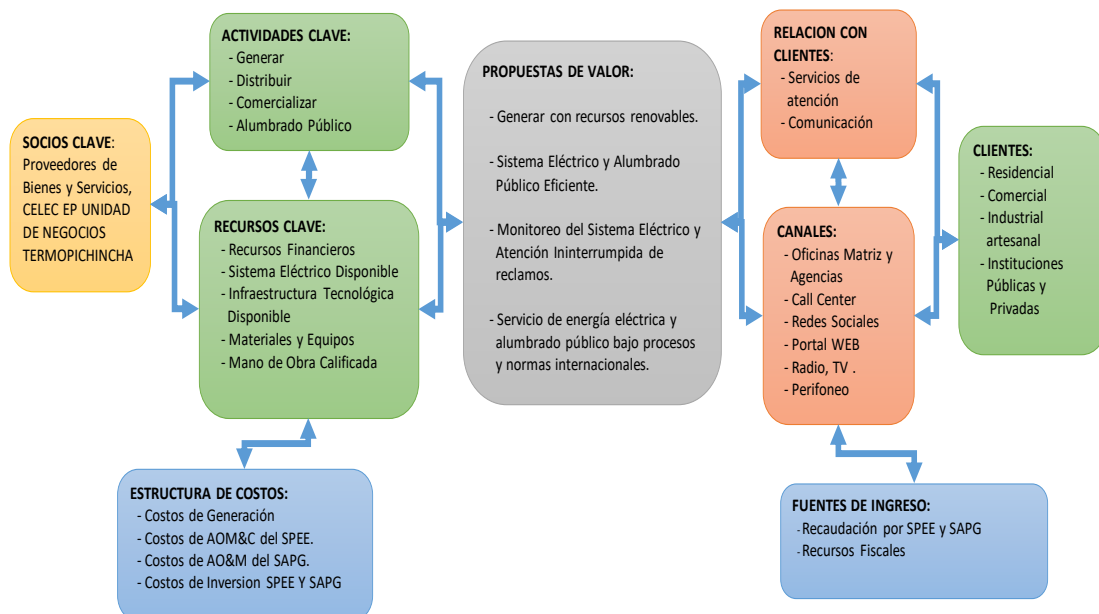 SOCIOS CLAVE:
Proveedores de
Bienes y Servicios,
CELEC EP UNIDAD
DE NEGOCIOS
TERMOPICHINCHA
ACTIVIDADES CLAVE:
- Generar
- Distribuir
- Comercializar
- Alumbrado Público
RECURSOS CLAVE:
- Recursos Financieros
- Sistema Eléctrico Disponible
- Infraestructura Tecnológica
Disponible
- Materiales y Equipos
- Mano de Obra Calificada
PROPUESTAS DE VALOR:
- Generar con recursos renovables.
- Sistema Eléctrico y Alumbrado
Público Eficiente.
- Monitoreo del Sistema Eléctrico y
Atención Ininterrumpida de
reclamos.
- Servicio de energía eléctrica y
alumbrado público bajo procesos
y normas internacionales.
RELACION CON
CLIENTES:
- Servicios de
atención
- Comunicación
CANALES:
- Oficinas Matriz y
Agencias
- Call Center
- Redes Sociales
- Portal WEB
- Radio, TV .
- Perifoneo
CLIENTES:
- Residencial
- Comercial
- Industrial
artesanal
- Instituciones
Públicas y
Privadas
ESTRUCTURA DE COSTOS:
- Costos de Generación
- Costos de AOM&C del SPEE.
- Costos de AO&M del SAPG.
- Costos de Inversion SPEE Y SAPG
FUENTES DE INGRESO:
- Recaudación por SPEE y SAPG
- Recursos Fiscales